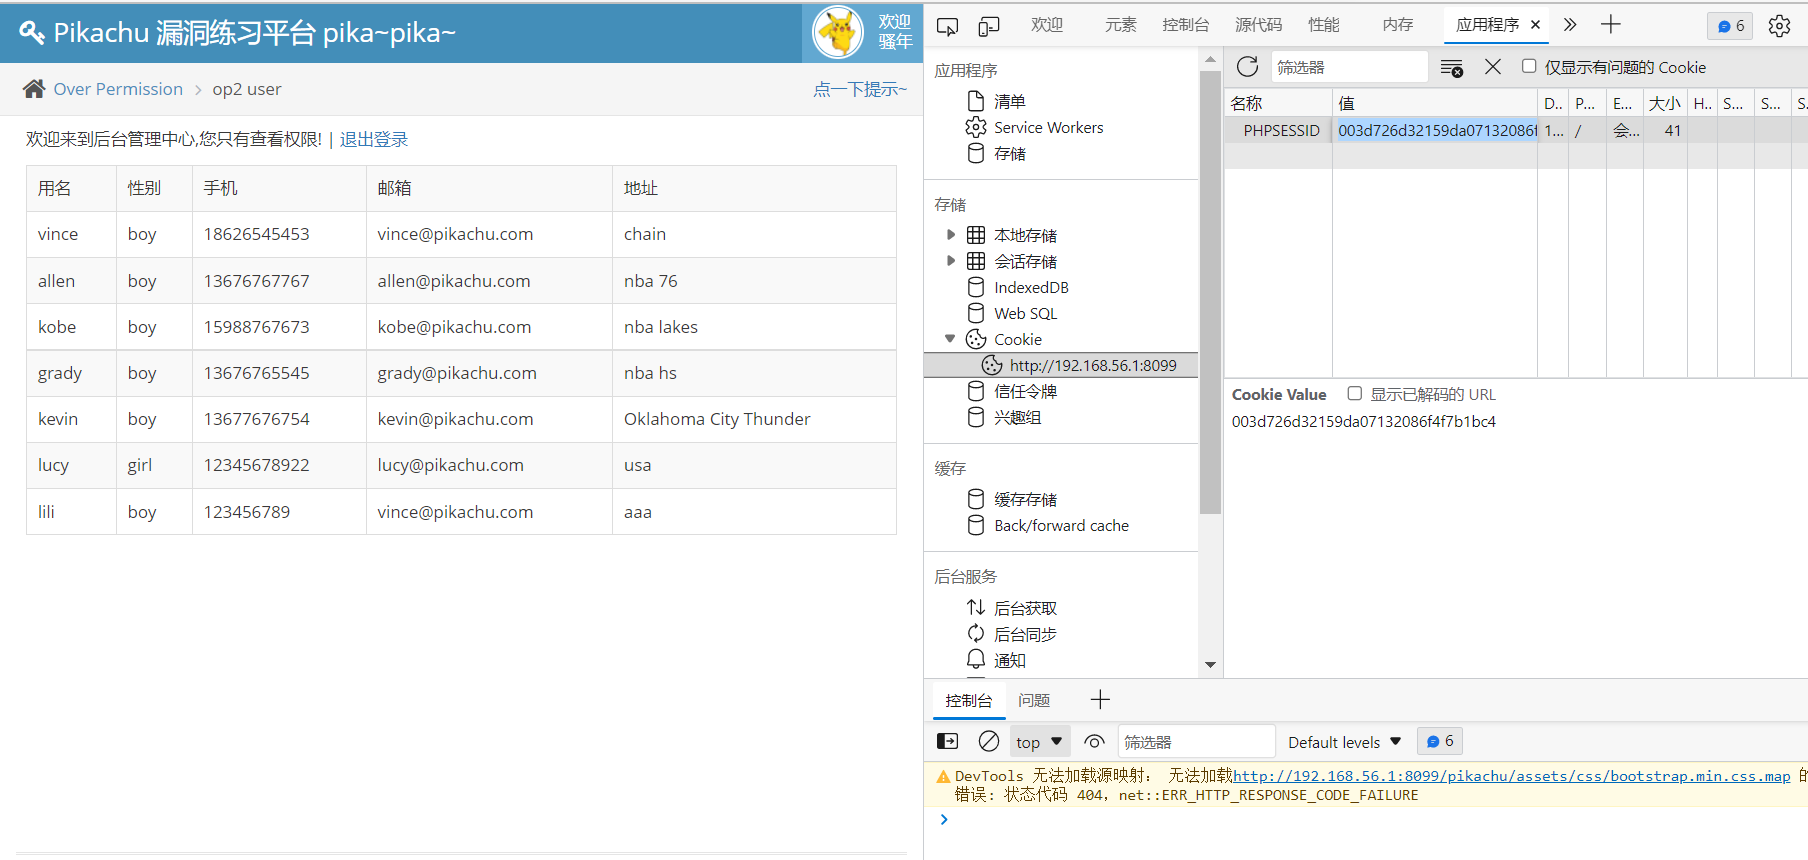 Pikachu 漏洞练习平台 pika~pika~
欢迎
骚年
Over Permission › op2 user
点一下提示~
欢迎来到后台管理中心,您只有查看权限! | 退出登录
用名 性别 手机 邮箱 地址
vince boy 18626545453 vince@pikachu.com chain
allen boy 13676767767 allen@pikachu.com nba 76
kobe boy 15988767673 kobe@pikachu.com nba lakes
grady boy 13676765545 grady@pikachu.com nba hs
kevin boy 13677676754 kevin@pikachu.com Oklahoma City Thunder
lucy girl 12345678922 lucy@pikachu.com usa
lili boy 123456789 vince@pikachu.com aaa
欢迎 元素 控制台 源代码 性能 内存 应用程序 6
应用程序
清单
Service Workers
存储
存储
本地存储
会话存储
IndexedDB
Web SQL
Cookie
http://192.168.56.1:8099
信任令牌
兴趣组
缓存
缓存存储
Back/forward cache
后台服务
后台获取
后台同步
通知
筛选器 仅显示有问题的 Cookie
名称 值 D.. P... E... 大小 H.. S... S... S.
PHPSESSID 003d726d32159da07132086f 1... / 会... 41
Cookie Value 显示已解码的 URL
003d726d32159da07132086f4f7b1bc4
控制台 问题
top 筛选器 Default levels 6
DevTools 无法加载源映射: 无法加载http://192.168.56.1:8099/pikachu/assets/css/bootstrap.min.css.map 的
错误: 状态代码 404, net::ERR_HTTP_RESPONSE_CODE_FAILURE